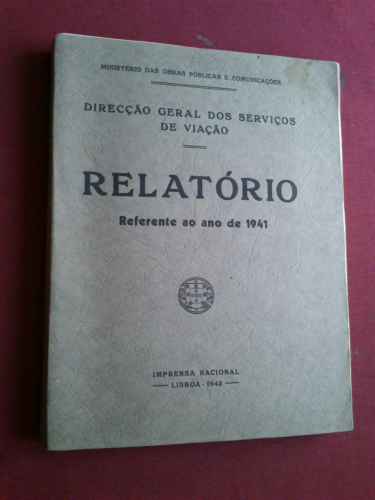 MINISTÉRIO DAS OBRAS PÚBLICAS E COMUNICAÇÕES
DIRECÇÃO GERAL DOS SERVIÇOS
DE VIAÇÃO
RELATÓRIO
Referente ao ano de 1941
IMPRENSA NACIONAL
LISBOA - 1943